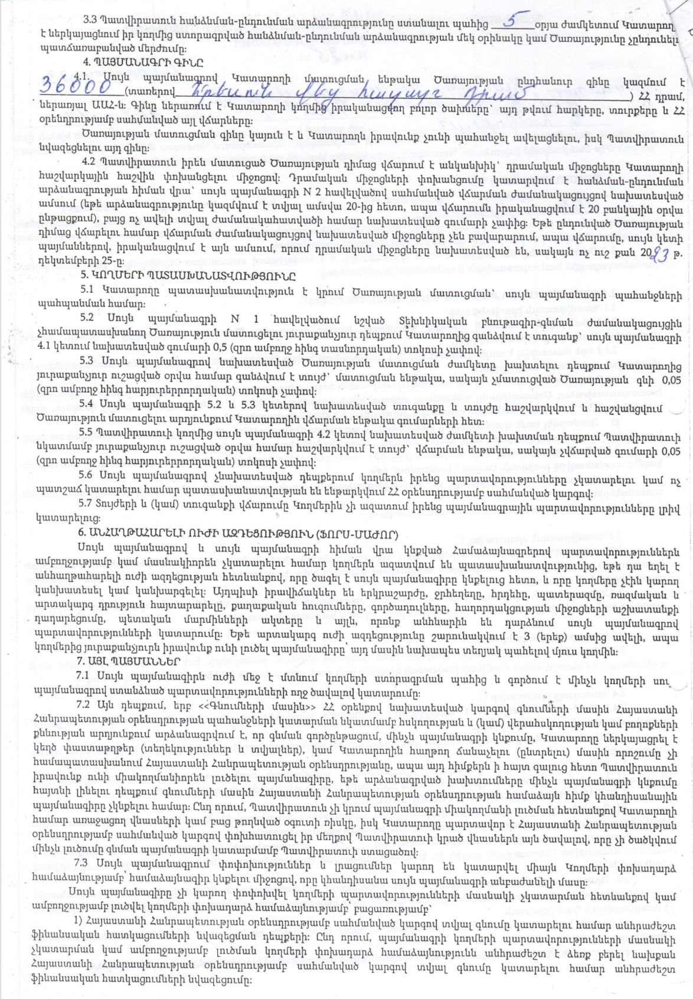 3.3 Պատվիրատուն հանձնման-ընդունման արձանագրությունը ստանալու պահից 5 օրյա ժամկետում Կատարող
է ներկայացնում իր կողմից ստորագրված հանձնման-ընդունման արձանագրության մեկ օրինակը կամ Ծառայությունը չընդունելու
պատճառաբանված մերժումը:
4. ՊԱՅՄԱՆԱԳՐԻ ԳԻՆԸ
4.1. Սույն պայմանագրով Կատարողի մատուցման ենթակա Ծառայության ընդհանուր գինը կազմում է
36000 (տառերով Երեսուն վեց հազար դրամ) ՀՀ դրամ,
ներառյալ ԱԱՀ-ն: Գինը ներառում է Կատարողի կողմից իրականացվող բոլոր ծախսերը՝ այդ թվում հարկերը, տուրքերը և ՀՀ
օրենդրությամբ սահմանված այլ վճարները:
Ծառայության մատուցման գինը կայուն է և Կատարողն իրավունք չունի պահանջել ավելացնելու, իսկ Պատվիրատուն
նվազեցնելու այդ գինը:
4.2 Պատվիրատուն իրեն մատուցած Ծառայության դիմաց վճարում է անկանխիկ՝ դրամական միջոցները Կատարողի
հաշվարկային հաշվին փոխանցելու միջոցով: Դրամական միջոցների փոխանցումը կատարվում է հանձնման-ընդունման
արձանագրության հիման վրա՝ սույն պայմանագրի N 2 հավելվածով սահմանված վճարման ժամանակացույցով նախատեսված
ամսում (եթե արձանագրությունը կազմվում է տվյալ ամսվա 20-ից հետո, ապա վճարումն իրականացվում է 20 բանկային օրվա
ընթացքում), բայց ոչ ավելի տվյալ ժամանակահատվածի համար նախատեսված գումարի չափից: Եթե ընդունված Ծառայության
դիմաց վճարելու համար վճարման ժամանակացույցով նախատեսված միջոցները չեն բավարարում, ապա վճարումը, սույն կետի
պայմաններով, իրականացվում է այն ամսում, որում դրամական միջոցները նախատեսված են, սակայն ոչ ուշ քան 2023 թ.
դեկտեմբերի 25-ը:
5. ԿՈՂՄԵՐԻ ՊԱՏԱՍԽԱՆԱՏՎՈՒԹՅՈՒՆԸ
5.1 Կատարողը պատասխանատվություն է կրում Ծառայության մատուցման՝ սույն պայմանագրի պահանջների
պահպանման համար:
5.2 Սույն պայմանագրի N 1 հավելվածում նշված Տեխնիկական բնութագիր-գնման ժամանակացույցին
չհամապատասխանող Ծառայություն մատուցելու յուրաքանչյուր դեպքում Կատարողից գանձվում է տուգանք՝ սույն պայմանագրի
4.1 կետում նախատեսված գումարի 0,5 (զրո ամբողջ հինգ տասնորդական) տոկոսի չափով:
5.3 Սույն պայմանագրով նախատեսված Ծառայության մատուցման ժամկետը խախտելու դեպքում Կատարողից
յուրաքանչյուր ուշացված օրվա համար գանձվում է տույժ՝ մատուցման ենթակա, սակայն չմատուցված Ծառայության գնի 0,05
(զրո ամբողջ հինգ հարյուրերրորդական) տոկոսի չափով:
5.4 Սույն պայմանագրի 5.2 և 5.3 կետերով նախատեսված տուգանքը և տույժը հաշվարկվում և հաշվանցվում
Ծառայություն մատուցելու արդյունքում Կատարողին վճարման ենթակա գումարների հետ:
5.5 Պատվիրատուի կողմից սույն պայմանագրի 4.2 կետով նախատեսված ժամկետի խախտման դեպքում Պատվիրատուի
նկատմամբ յուրաքանչյուր ուշացված օրվա համար հաշվարկվում է տույժ՝ վճարման ենթակա, սակայն չվճարված գումարի 0,05
(զրո ամբողջ հինգ հարյուրերրորդական) տոկոսի չափով:
5.6 Սույն պայմանագրով չնախատեսված դեպքերում կողմերն իրենց պարտավորությունները չկատարելու կամ ոչ
պատշաճ կատարելու համար պատասխանատվության են ենթարկվում ՀՀ օրենսդրությամբ սահմանված կարգով:
5.7 Տույժերի և (կամ) տուգանքի վճարումը Կողմերին չի ազատում իրենց պայմանագրային պարտավորությունները լրիվ
կատարելուց:
6. ԱՆՀԱՂԹԱՀԱՐԵԼԻ ՈՒԺԻ ԱԶԴԵՑՈՒԹՅՈՒՆ (ՖՈՐՍ-ՄԱԺՈՐ)
Սույն պայմանագրով և սույն պայմանագրի հիման վրա կնքված Համաձայնագրերով պարտավորություններն
ամբողջությամբ կամ մասնակիորեն չկատարելու համար կողմերն ազատվում են պատասխանատվությունից, եթե դա եղել է
անհաղթահարելի ուժի ազդեցության հետևանքով, որը ծագել է սույն պայմանագիրը կնքելուց հետո, և որը կողմերը չէին կարող
կանխատեսել կամ կանխարգելել: Այդպիսի իրավիճակներ են երկրաշարժը, ջրհեղեղը, հրդեհը, պատերազմը, ռազմական և
արտակարգ դրություն հայտարարելը, քաղաքական հուզումները, գործադուլները, հաղորդակցության միջոցների աշխատանքի
դադարեցումը, պետական մարմինների ակտերը և այլն, որոնք անհնարին են դարձնում սույն պայմանագրով
պարտավորությունների կատարումը: Եթե արտակարգ ուժի ազդեցությունը շարունակվում է 3 (երեք) ամսից ավելի, ապա
կողմերից յուրաքանչյուրն իրավունք ունի լուծել պայմանագիրը՝ այդ մասին նախապես տեղյակ պահելով մյուս կողմին:
7. ԱՅԼ ՊԱՅՄԱՆՆԵՐ
7.1 Սույն պայմանագիրն ուժի մեջ է մտնում կողմերի ստորագրման պահից և գործում է մինչև կողմերի սու
պայմանագրով ստանձնած պարտավորությունների ողջ ծավալով կատարումը:
7.2 Այն դեպքում, երբ <<Գնումների մասին>> ՀՀ օրենքով նախատեսված կարգով գնումների մասին Հայաստանի
Հանրապետության օրենսդրության պահանջների կատարման նկատմամբ հսկողության և (կամ) վերահսկողության կամ բողոքների
քննության արդյունքում արձանագրվում է, որ գնման գործընթացում, մինչև պայմանագրի կնքումը, Կատարողը ներկայացրել է
կեղծ փաստաթղթեր (տեղեկություններ և տվյալներ), կամ Կատարողին հաղթող ճանաչելու (ընտրելու) մասին որոշումը չի
համապատասխանում Հայաստանի Հանրապետության օրենսդրությանը, ապա այդ հիմքերն ի հայտ գալուց հետո Պատվիրատուն
իրավունք ունի միակողմանիորեն լուծելու պայմանագիրը, եթե արձանագրված խախտումները մինչև պայմանագրի կնքումը
հայտնի լինելու դեպքում գնումների մասին Հայաստանի Հանրապետության օրենսդրության համաձայն հիմք կհանդիսանային
պայմանագիրը չկնքելու համար: Ընդ որում, Պատվիրատուն չի կրում պայմանագրի միակողմանի լուծման հետևանքով Կատարողի
համար առաջացող վնասների կամ բաց թողնված օգուտի ռիսկը, իսկ Կատարողը պարտավոր է Հայաստանի Հանրապետության
օրենսդրությամբ սահմանված կարգով փոխհատուցել իր մեղքով Պատվիրատուի կրած վնասներն այն ծավալով, որը չի ծածկվում
մինչև լուծումը գնման պայմանագրի կատարմամբ Պատվիրատուի ստացածով:
7.3 Սույն պայմանագրում փոփոխություններ և լրացումներ կարող են կատարվել միայն Կողմերի փոխադարձ
համաձայնությամբ՝ համաձայնագիր կնքելու միջոցով, որը կհանդիսանա սույն պայմանագրի անբաժանելի մասը:
Սույն պայմանագիրը չի կարող փոփոխվել կողմերի պարտավորությունների մասնակի չկատարման հետևանքով կամ
ամբողջությամբ լուծվել կողմերի փոխադարձ համաձայնությամբ՝ բացառությամբ՝
1) Հայաստանի Հանրապետության օրենսդրությամբ սահմանված կարգով տվյալ գնումը կատարելու համար անհրաժեշտ
ֆինանսական հատկացումների նվազեցման դեպքերի: Ընդ որում, պայմանագրի կողմերի պարտավորությունների մասնակի
չկատարման կամ ամբողջությամբ լուծման կողմերի փոխադարձ համաձայնությունն անհրաժեշտ է ձեռք բերել նախքան
Հայաստանի Հանրապետության օրենսդրությամբ սահմանված կարգով տվյալ գնումը կատարելու համար անհրաժեշտ
ֆինանսական հատկացումների նվազեցումը: